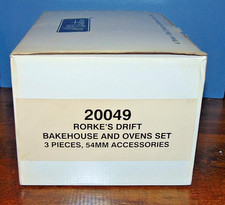 20049
RORKE'S DRIFT
BAKEHOUSE AND OVENS SET
3 PIECES, 54MM ACCESSORIES